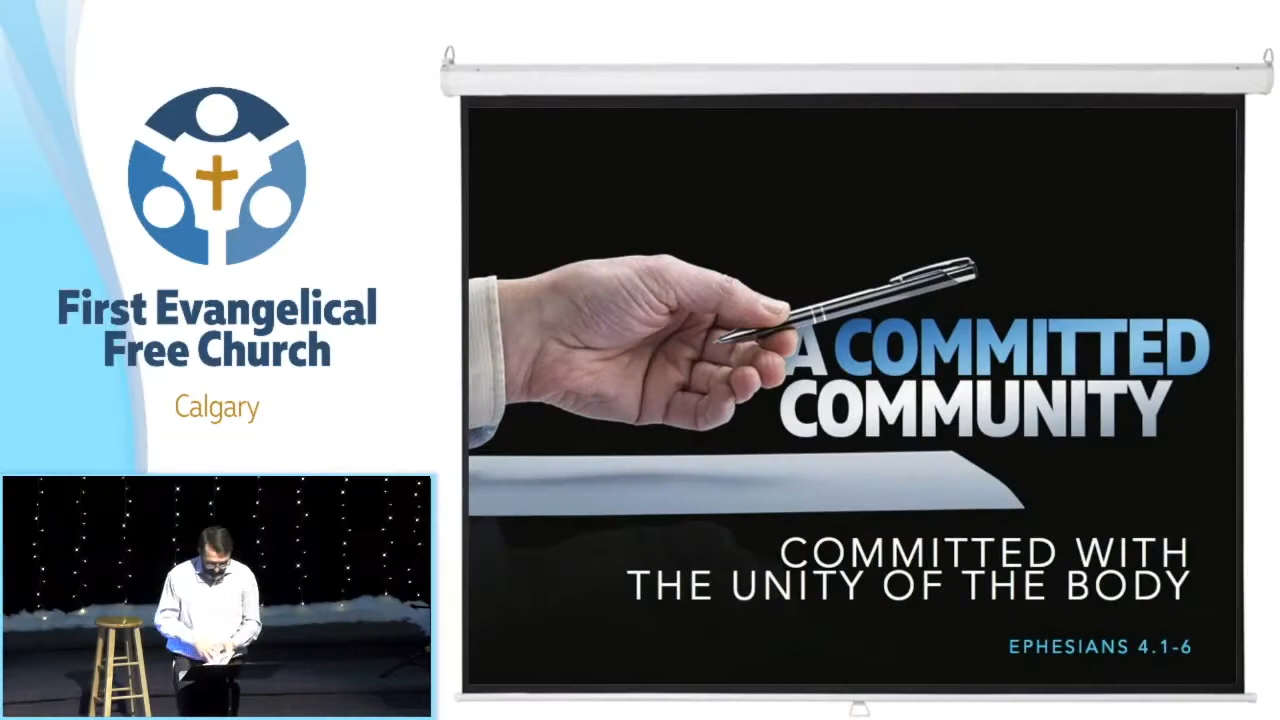 First Evangelical
Free Church
Calgary
A COMMITTED
COMMUNITY
COMMITTED WITH
THE UNITY OF THE BODY
EPHESIANS 4.1-6